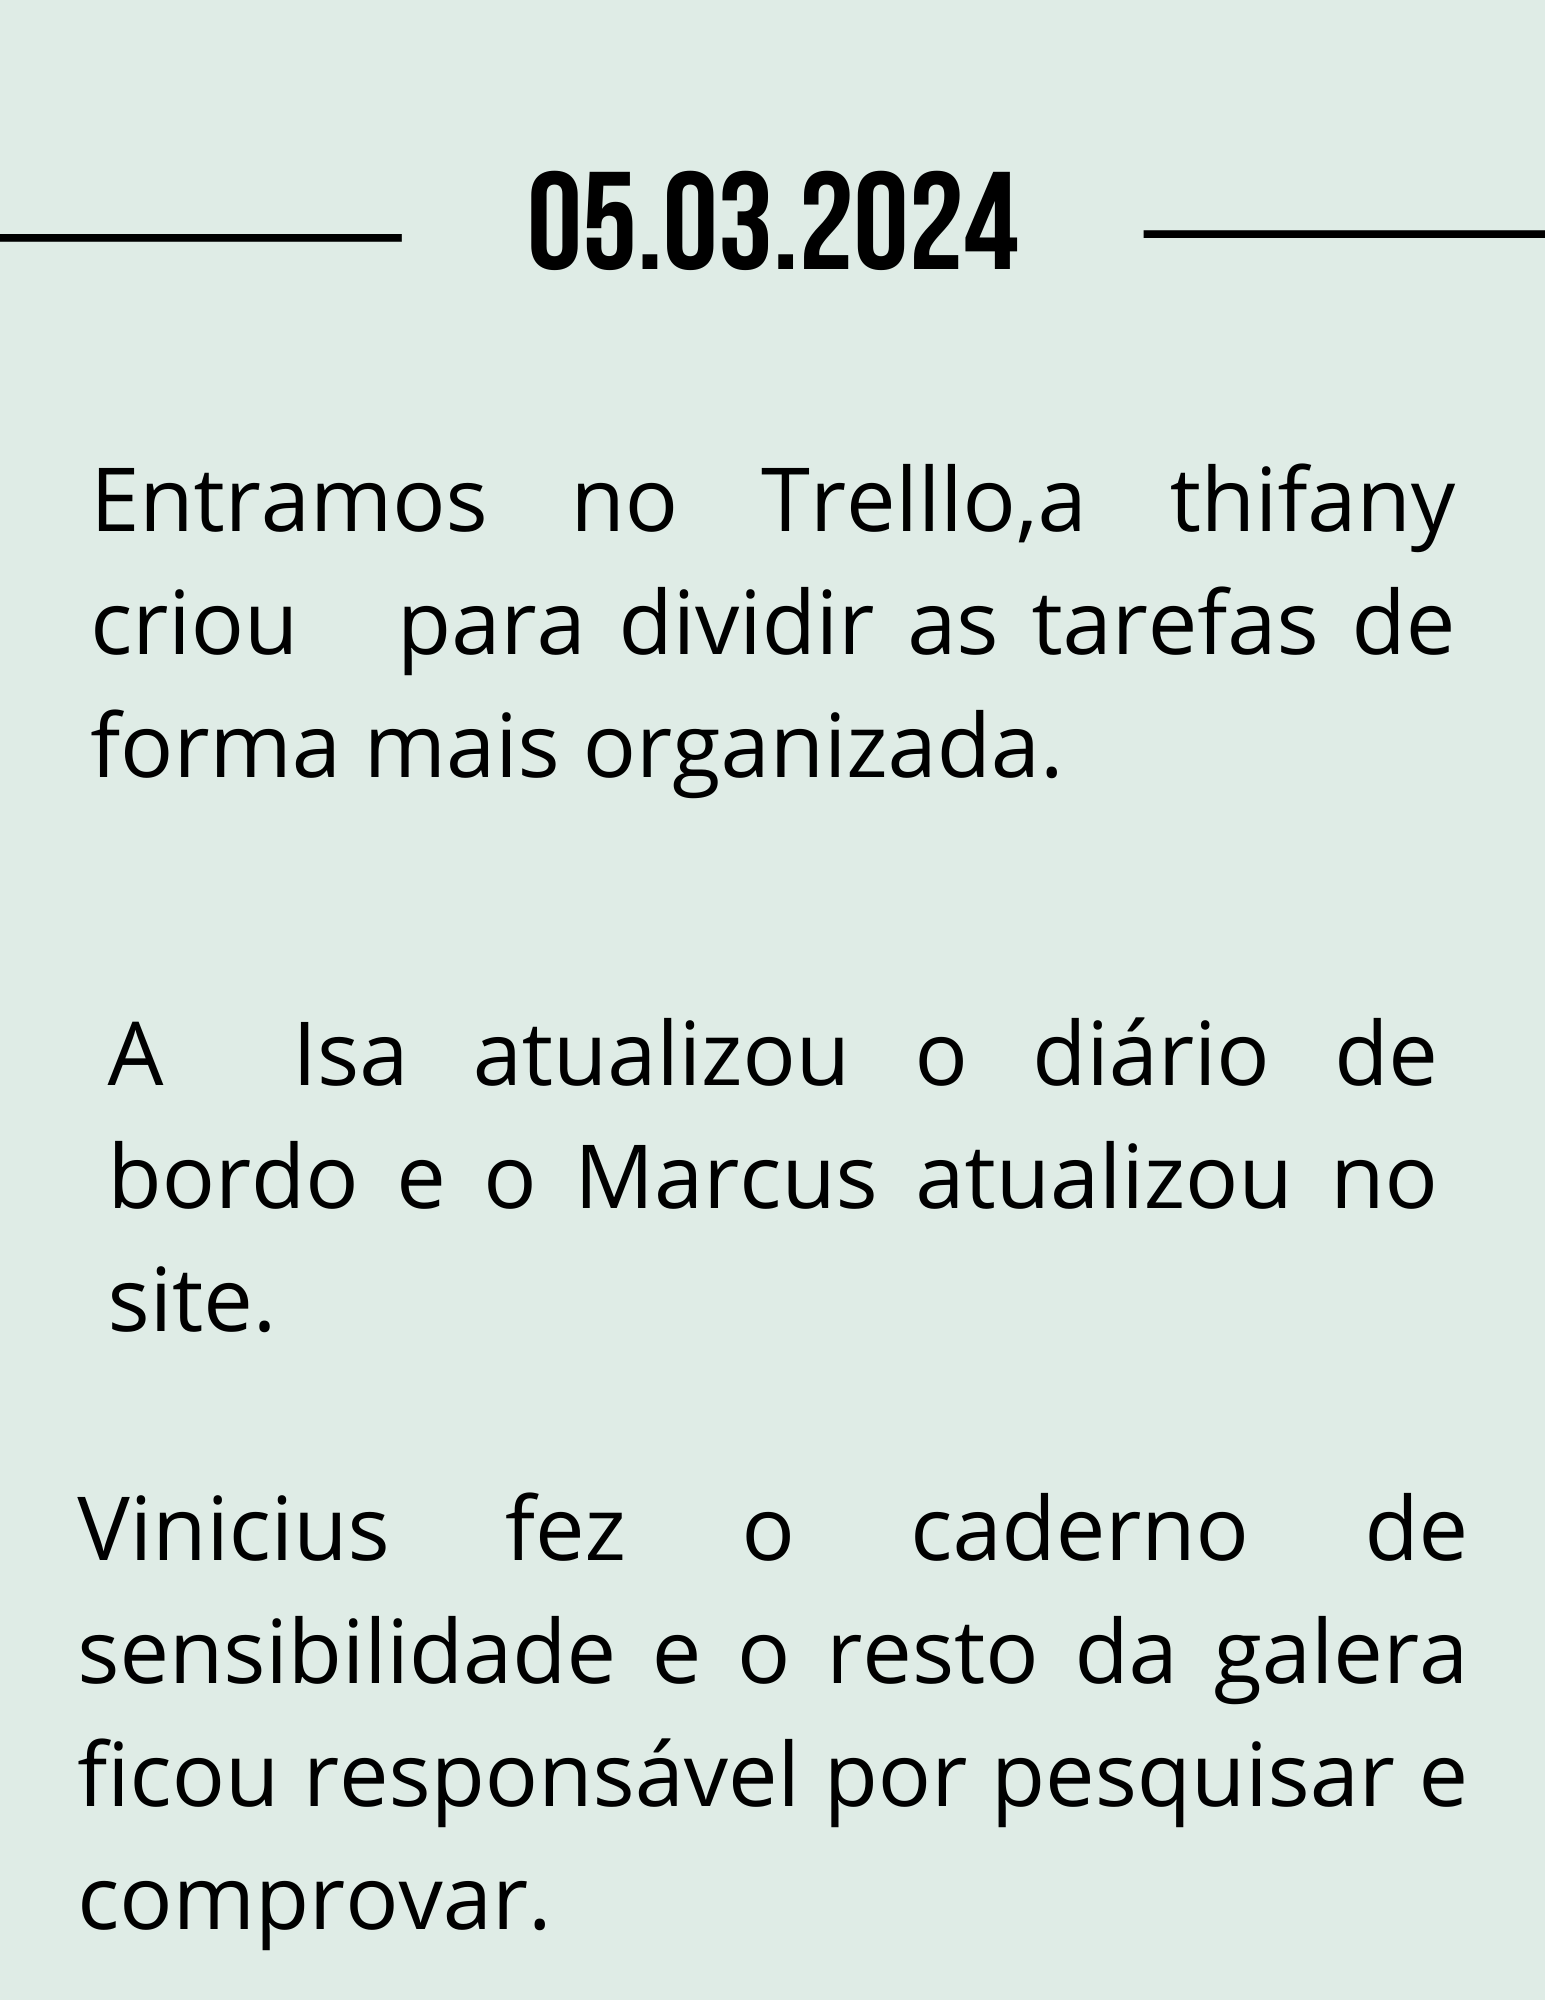 05.03.2024
Entramos no Trelllo,a thifany
criou para dividir as tarefas de
forma mais organizada.
A Isa atualizou o diário de
bordo e o Marcus atualizou no
site.
Vinicius fez o caderno de
sensibilidade e o resto da galera
ficou responsável por pesquisar e
comprovar.